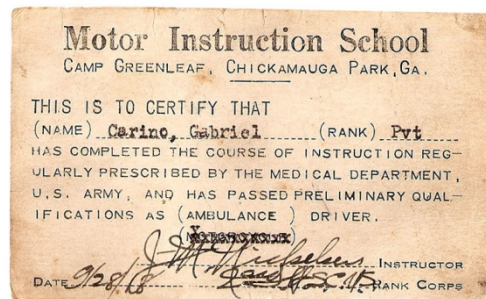 Motor Instruction School
CAMP GREENLEAF, CHICKAMAUGA PARK, GA.
THIS IS TO CERTIFY THAT
(NAME) Carino, Gabriel (RANK) Pvt
HAS COMPLETED THE COURSE OF INSTRUCTION REG-
ULARLY PRESCRIBED BY THE MEDICAL DEPARTMENT,
U.S. ARMY, AND HAS PASSED PRELIMINARY QUAL-
IFICATIONS AS (AMBULANCE ) DRIVER.
INSTRUCTOR
DATE 9/28/18 RANK CORPS